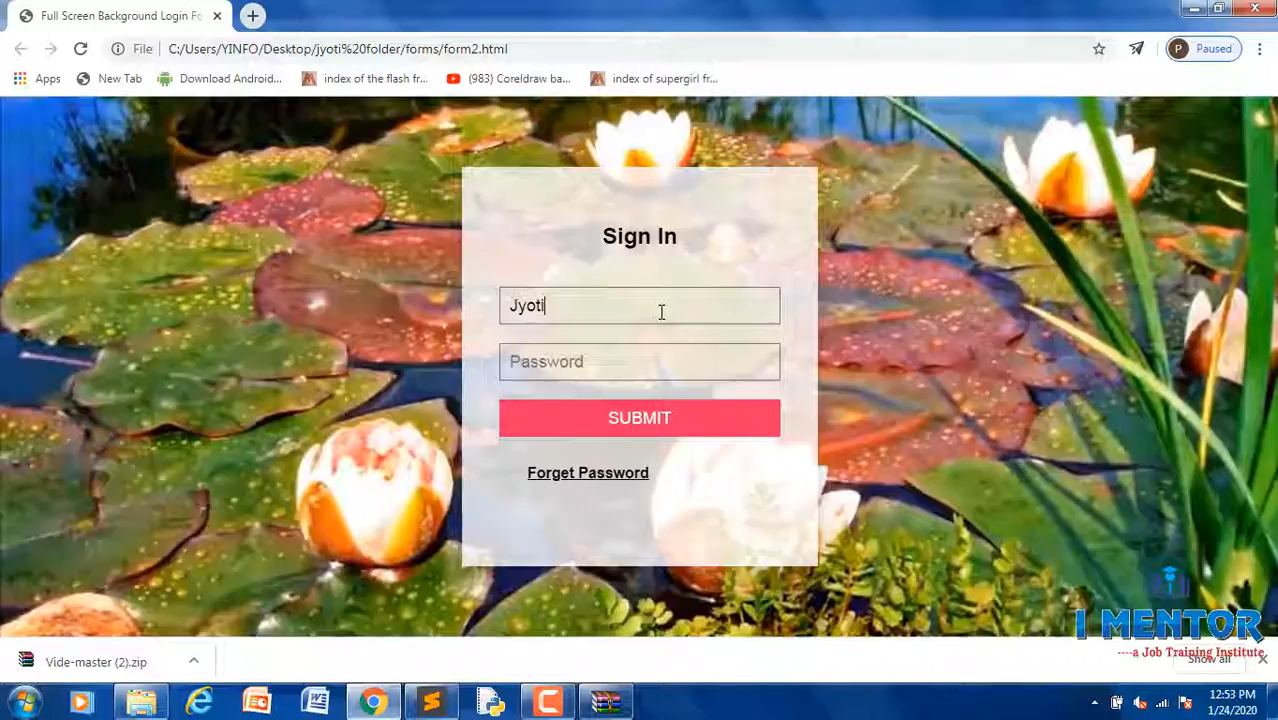 Full Screen Background Login Fo
File C:/Users/YINFO/Desktop/jyoti%20folder/forms/form2.html
P Paused
Apps New Tab Download Android... index of the flash fr... (983) Coreldraw ba... index of supergirl fr...
Sign In
Jyoti
Password
SUBMIT
Forget Password
I MENTOR
----a Job Training Institute
Vide-master (2).zip
Show all
12:53 PM
1/24/2020